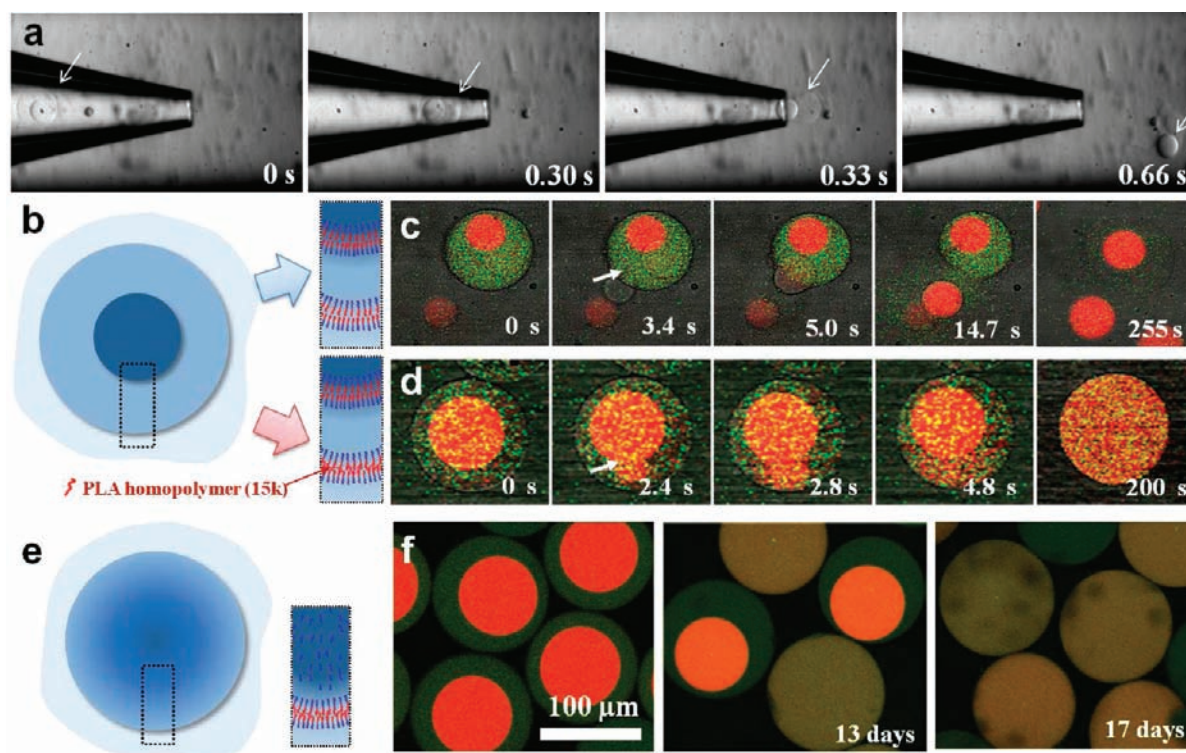 a
0 s
0.30 s
0.33 s
0.66 s
b
PLA homopolymer (15k)
c
0 s
3.4 s
5.0 s
14.7 s
255 s
d
0 s
2.4 s
2.8 s
4.8 s
200 s
e
f
100 µm
13 days
17 days